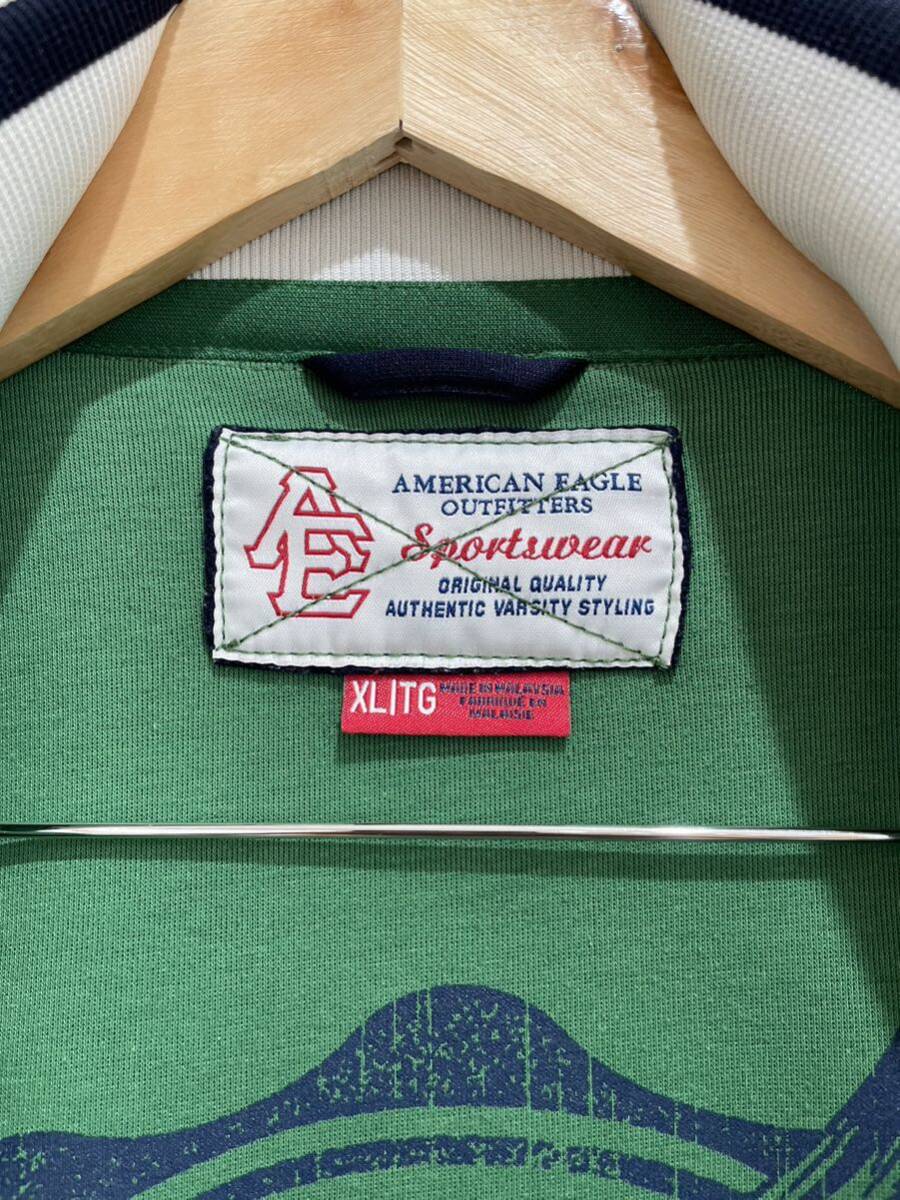 AE
AMERICAN EAGLE
OUTFITTERS
Sportswear
ORIGINAL QUALITY
AUTHENTIC VARSITY STYLING
XL/TG
MADE IN MALAYSIA
FABRIQUÉ EN
MALAISIE